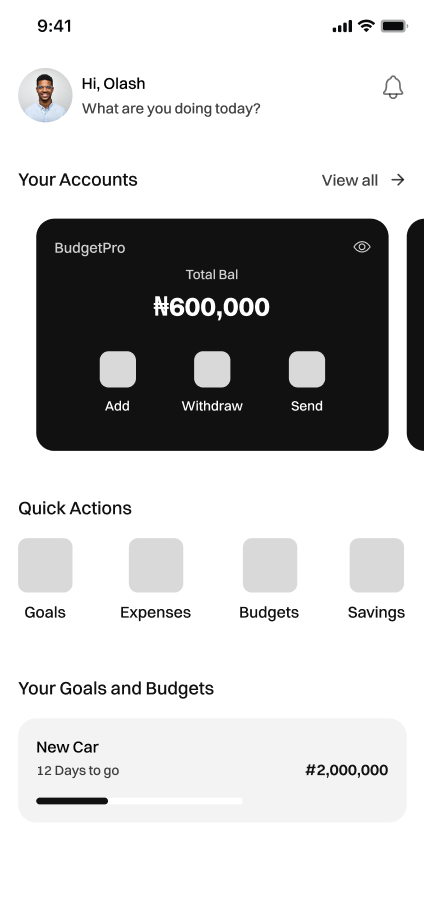 9:41
Hi, Olash
What are you doing today?
Your Accounts
View all
BudgetPro
Total Bal
₦600,000
Add
Withdraw
Send
Quick Actions
Goals
Expenses
Budgets
Savings
Your Goals and Budgets
New Car
12 Days to go
#2,000,000